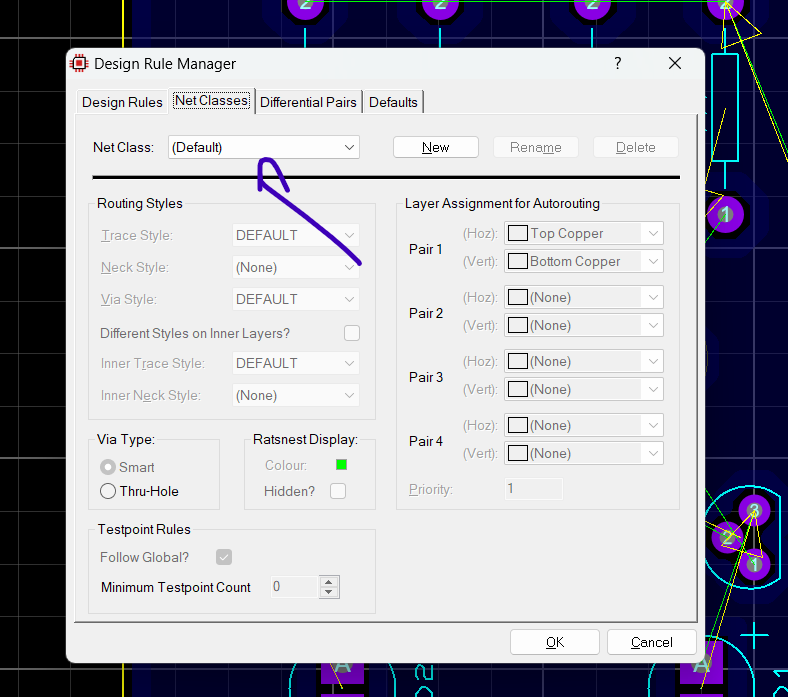 2 2 2 2
Design Rule Manager ?
Design Rules Net Classes Differential Pairs Defaults
Net Class: (Default) New Rename Delete
Routing Styles
Trace Style: DEFAULT
Neck Style: (None)
Via Style: DEFAULT
Different Styles on Inner Layers?
Inner Trace Style: DEFAULT
Inner Neck Style: (None)
Via Type:
Smart
Thru-Hole
Ratsnest Display:
Colour:
Hidden?
Testpoint Rules
Follow Global?
Minimum Testpoint Count 0
Layer Assignment for Autorouting
Pair 1
(Hoz): Top Copper
(Vert): Bottom Copper
Pair 2
(Hoz): (None)
(Vert): (None)
Pair 3
(Hoz): (None)
(Vert): (None)
Pair 4
(Hoz): (None)
(Vert): (None)
Priority: 1
OK Cancel
1
3
2
1
A
A